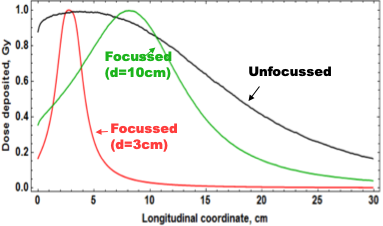 Dose deposited, Gy
1.0
0.8
0.6
0.4
0.2
0.0
Focussed
(d=10cm)
Unfocussed
Focussed
(d=3cm)
0 5 10 15 20 25 30
Longitudinal coordinate, cm